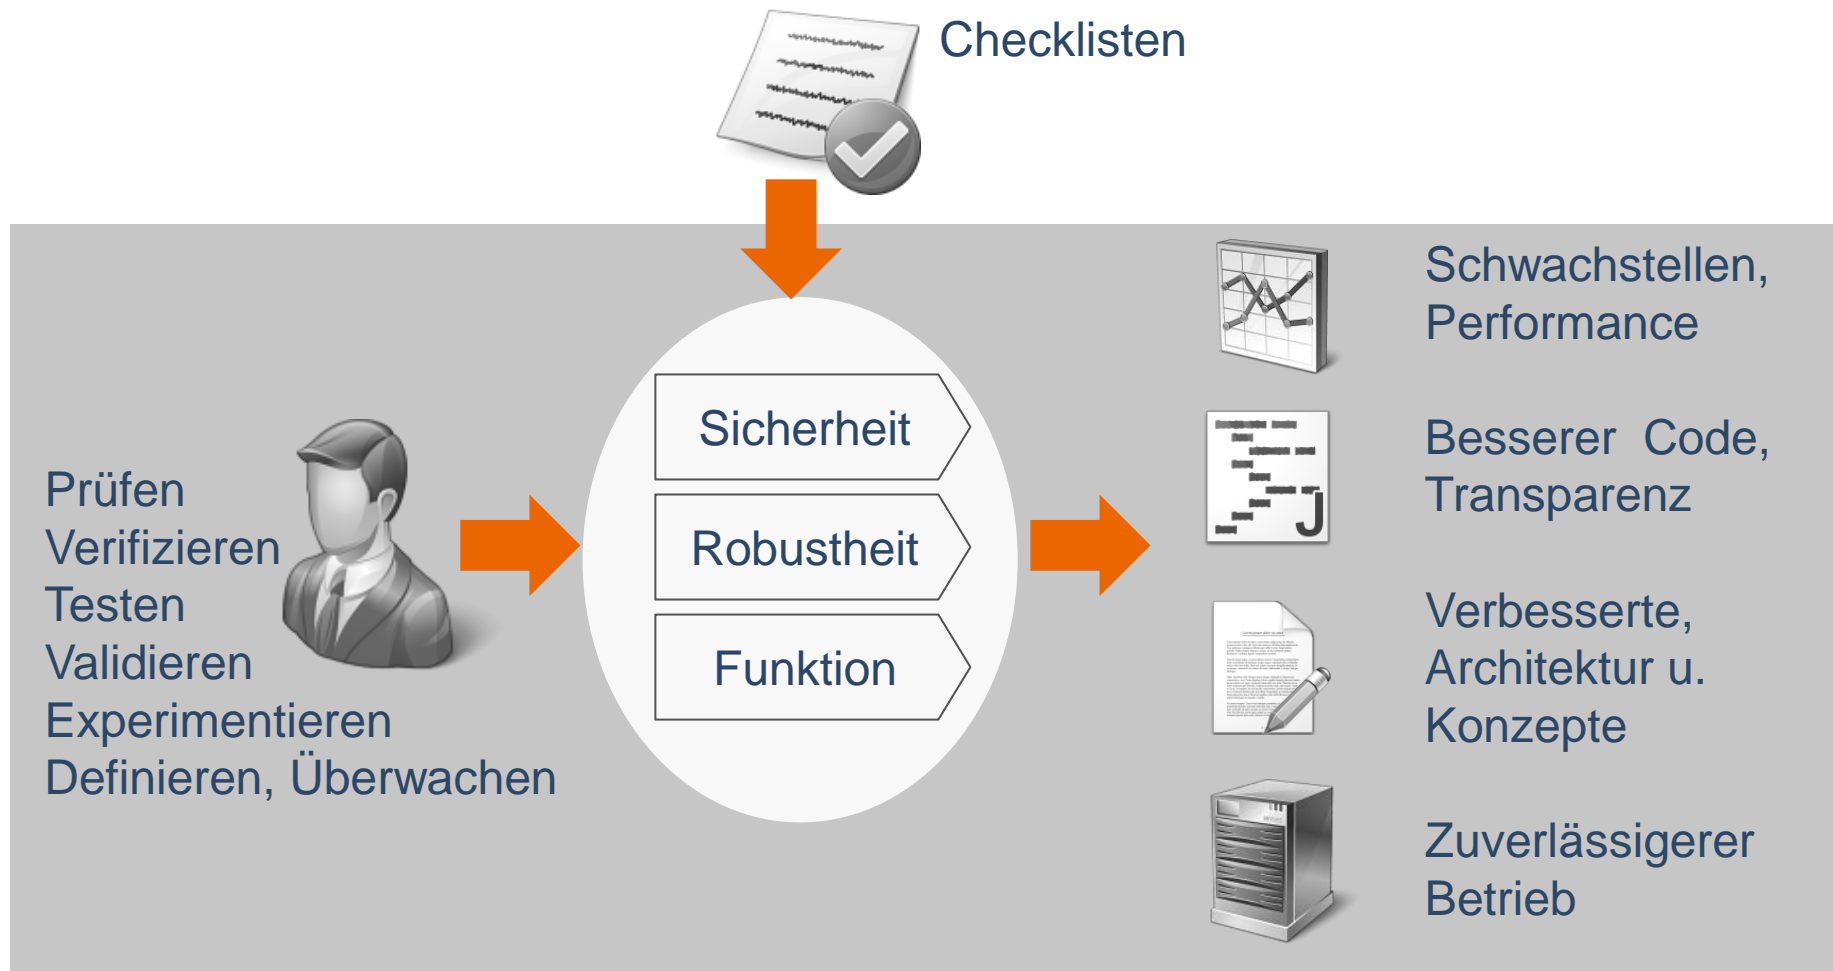 Checklisten
Prüfen
Verifizieren
Testen
Validieren
Experimentieren
Definieren, Überwachen
Sicherheit
Robustheit
Funktion
Schwachstellen,
Performance
Besserer Code,
Transparenz
J
Verbesserte,
Architektur u.
Konzepte
Zuverlässigerer
Betrieb